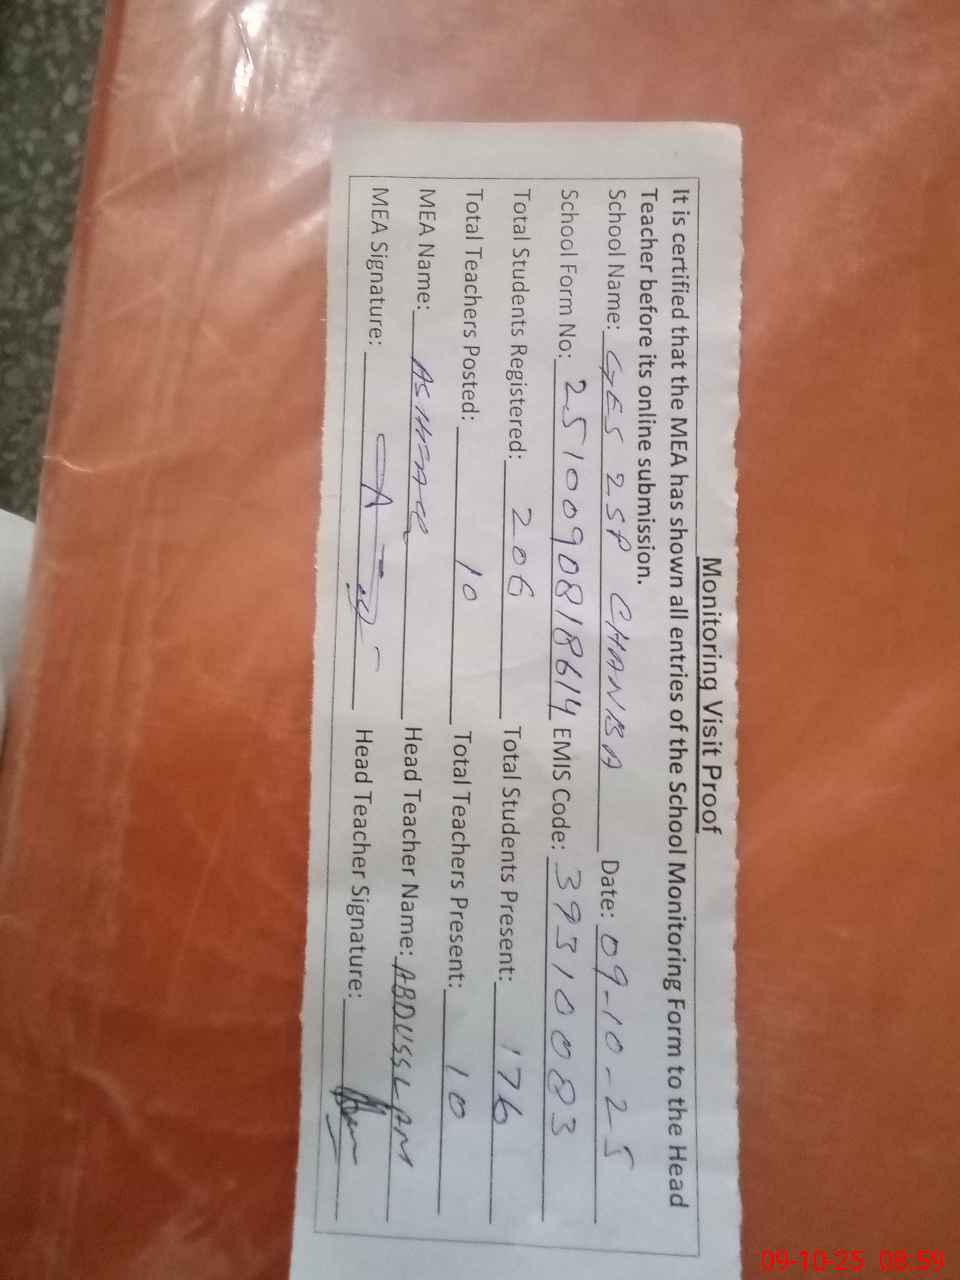 Monitoring Visit Proof
It is certified that the MEA has shown all entries of the School Monitoring Form to the Head
Teacher before its online submission.
School Name: GES 25P CHANBA Date: 09-10-25
School Form No: 2510090818614 EMIS Code: 39310083
Total Students Registered: 206 Total Students Present: 176
Total Teachers Posted: 10 Total Teachers Present: 10
MEA Name: ASHFAQ Head Teacher Name: ABDUSSLAM
MEA Signature: Head Teacher Signature:
09-10-25 08:59